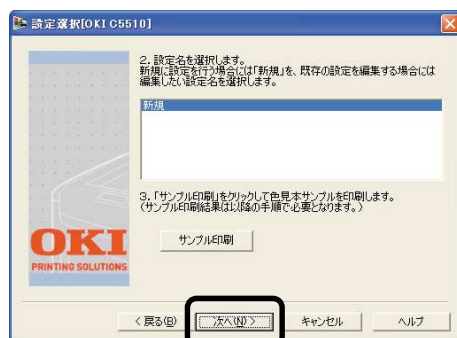 設定選択[OKI C5510]
2. 設定名を選択します。
新規に設定を行う場合には「新規」を、既存の設定を編集する場合には
編集したい設定名を選択します。
新規
3. 「サンプル印刷」をクリックして色見本サンプルを印刷します。
(サンプル印刷結果は以降の手順で必要となります。)
サンプル印刷
OKI
PRINTING SOLUTIONS
< 戻る(B)
次へ(N) >
キャンセル
ヘルプ